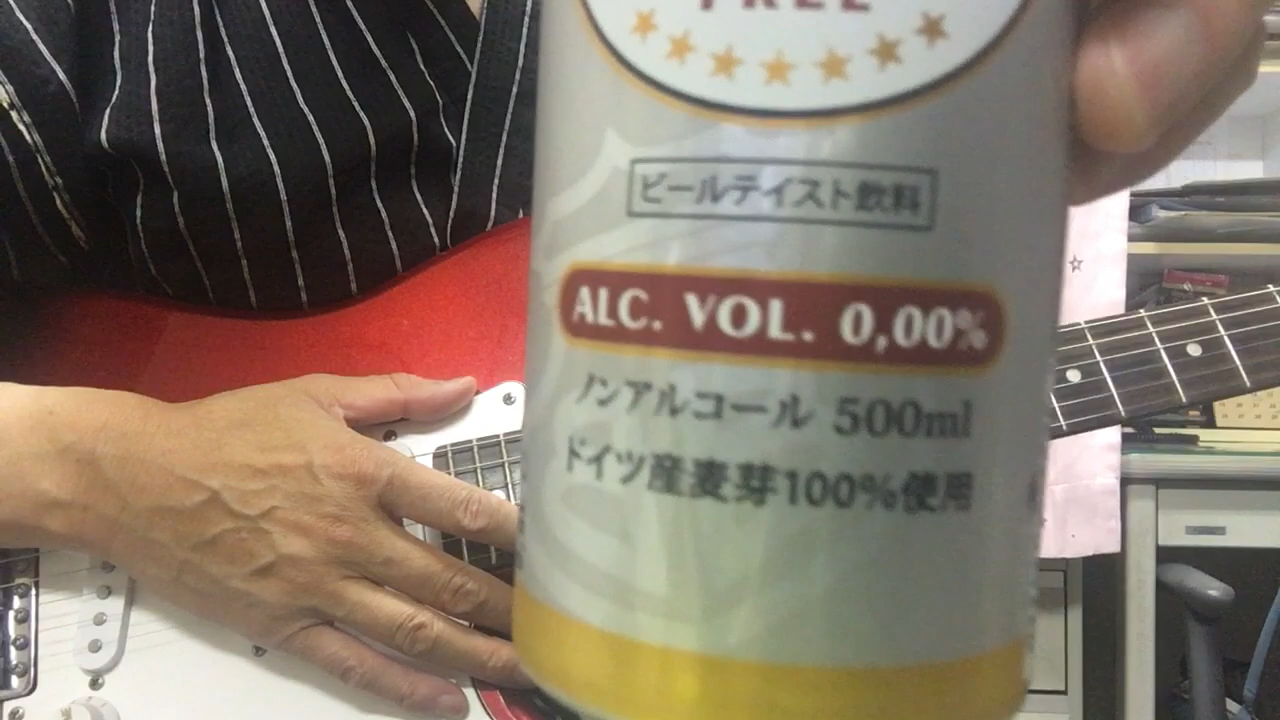 FREE
ビールテイスト飲料
ALC. VOL. 0,00%
ノンアルコール 500ml
ドイツ産麦芽100%使用